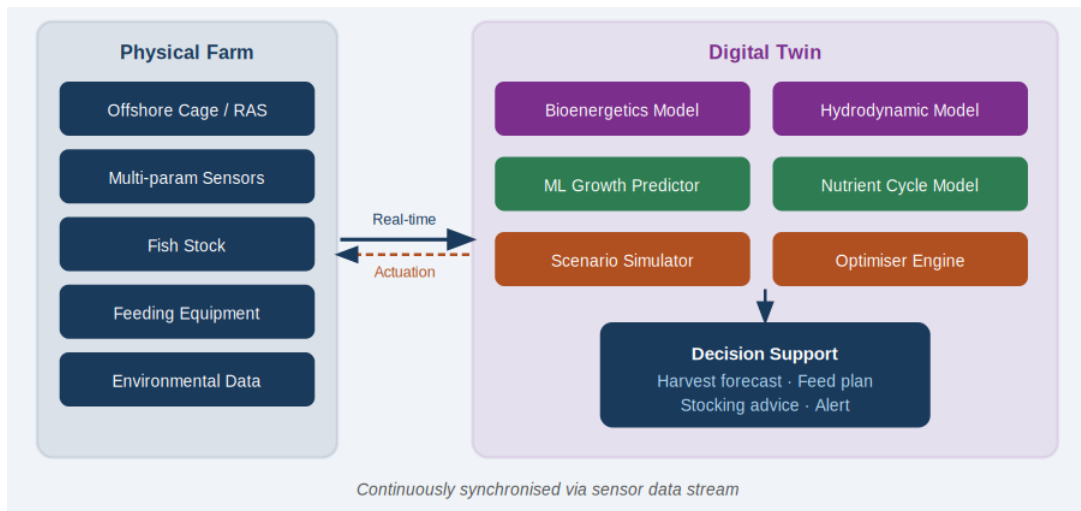 Physical Farm
Offshore Cage / RAS
Multi-param Sensors
Fish Stock
Feeding Equipment
Environmental Data
Real-time
Actuation
Digital Twin
Bioenergetics Model
Hydrodynamic Model
ML Growth Predictor
Nutrient Cycle Model
Scenario Simulator
Optimiser Engine
Decision Support
Harvest forecast · Feed plan
Stocking advice · Alert
Continuously synchronised via sensor data stream